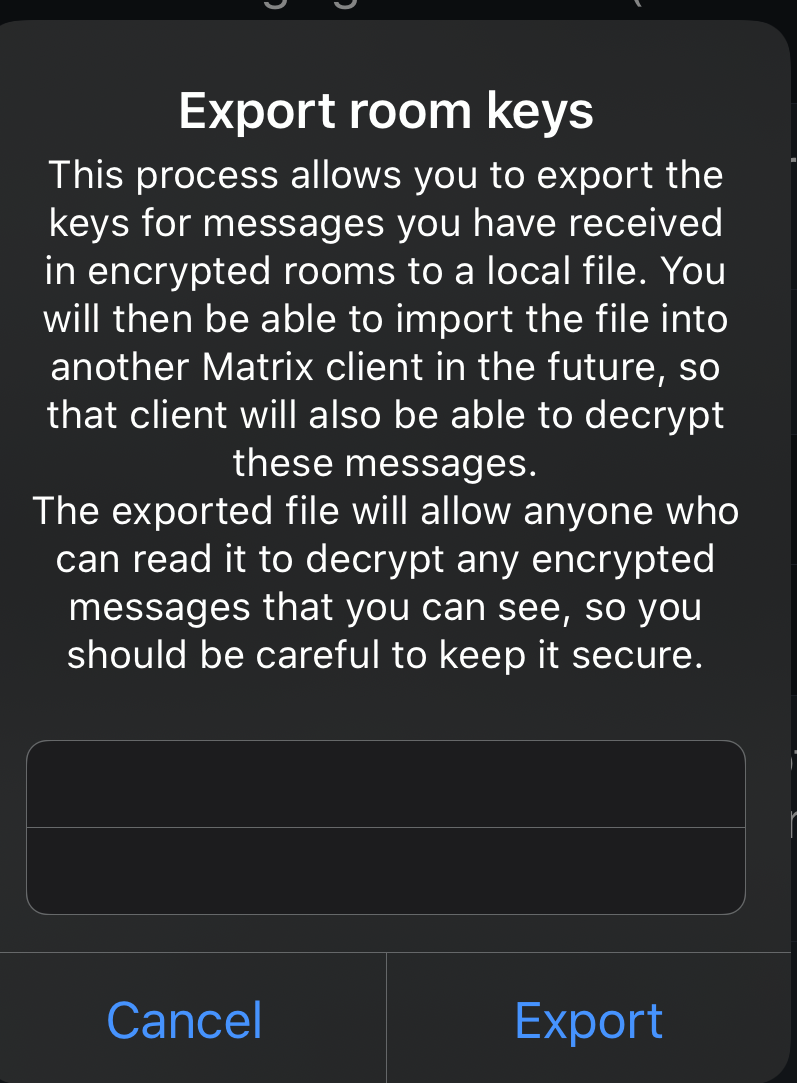 Export room keys
This process allows you to export the
keys for messages you have received
in encrypted rooms to a local file. You
will then be able to import the file into
another Matrix client in the future, so
that client will also be able to decrypt
these messages.
The exported file will allow anyone who
can read it to decrypt any encrypted
messages that you can see, so you
should be careful to keep it secure.
Cancel
Export